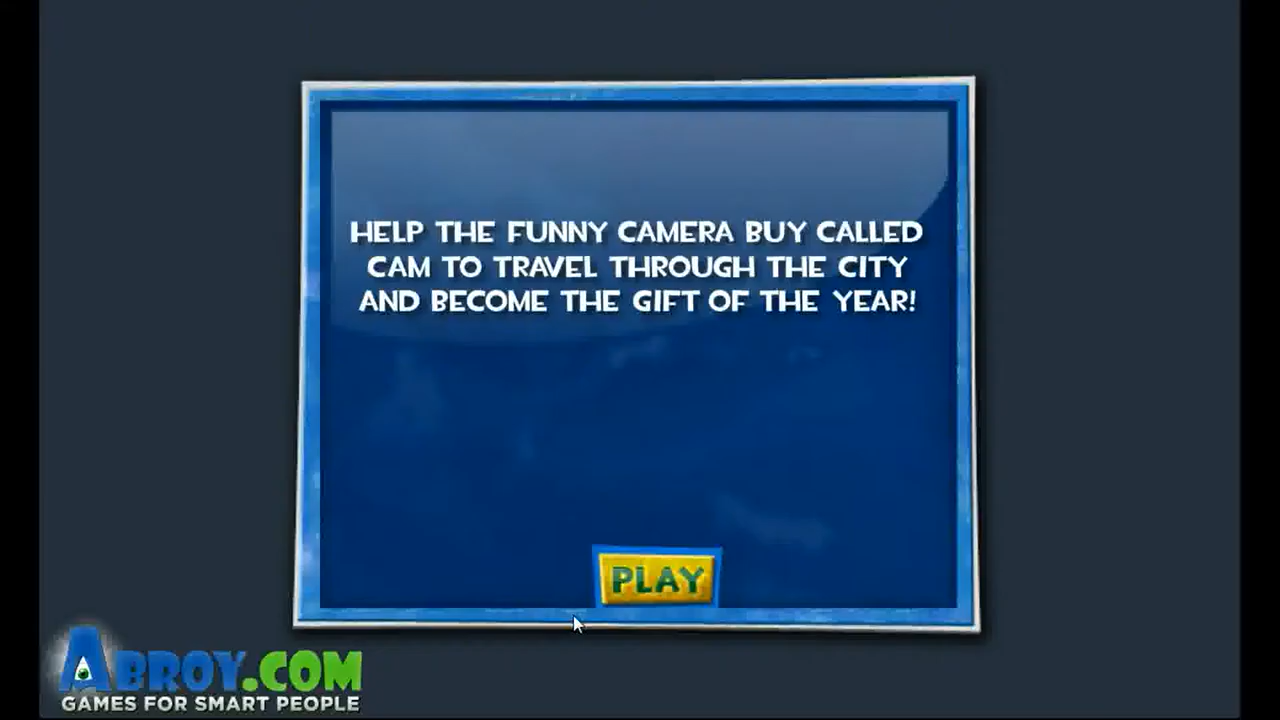 HELP THE FUNNY CAMERA BUY CALLED
CAM TO TRAVEL THROUGH THE CITY
AND BECOME THE GIFT OF THE YEAR!
PLAY
ABROY.COM
GAMES FOR SMART PEOPLE